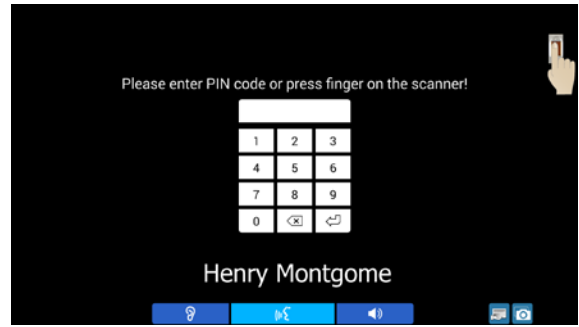 Please enter PIN code or press finger on the scanner!
1 2 3
4 5 6
7 8 9
0
Henry Montgome